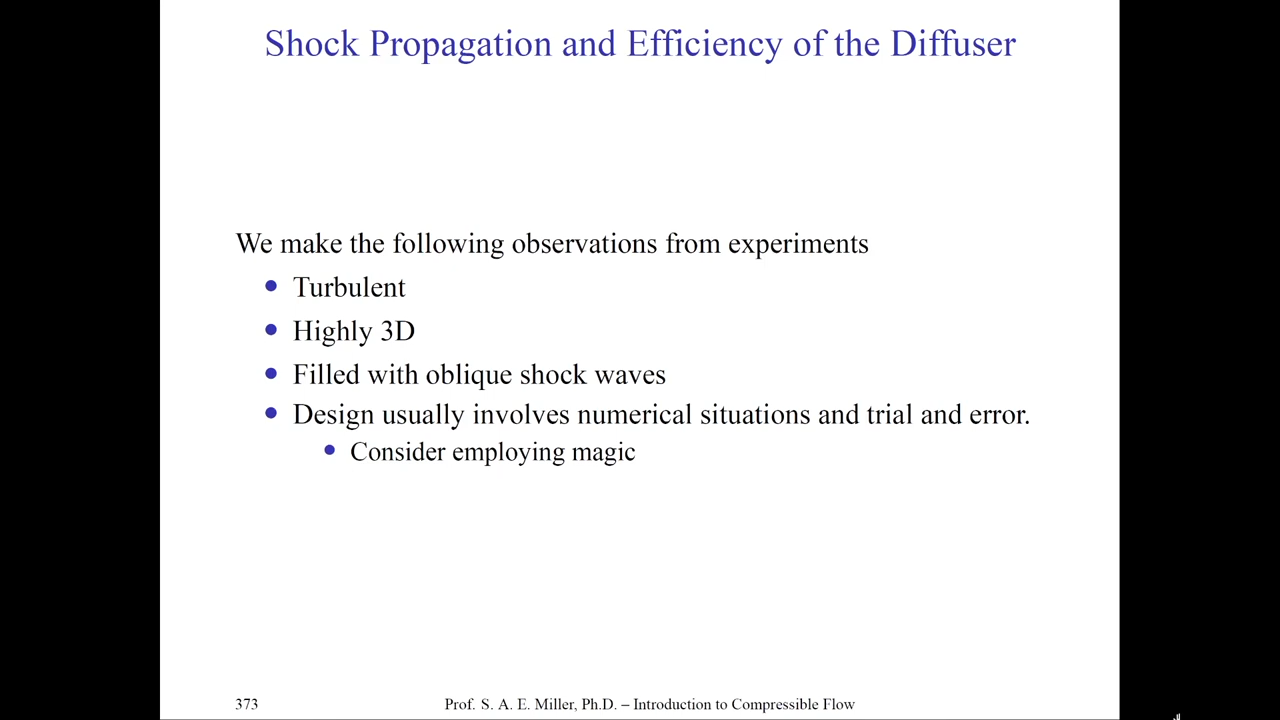 Shock Propagation and Efficiency of the Diffuser
We make the following observations from experiments
• Turbulent
• Highly 3D
• Filled with oblique shock waves
• Design usually involves numerical situations and trial and error.
• Consider employing magic
373
Prof. S. A. E. Miller, Ph.D. – Introduction to Compressible Flow